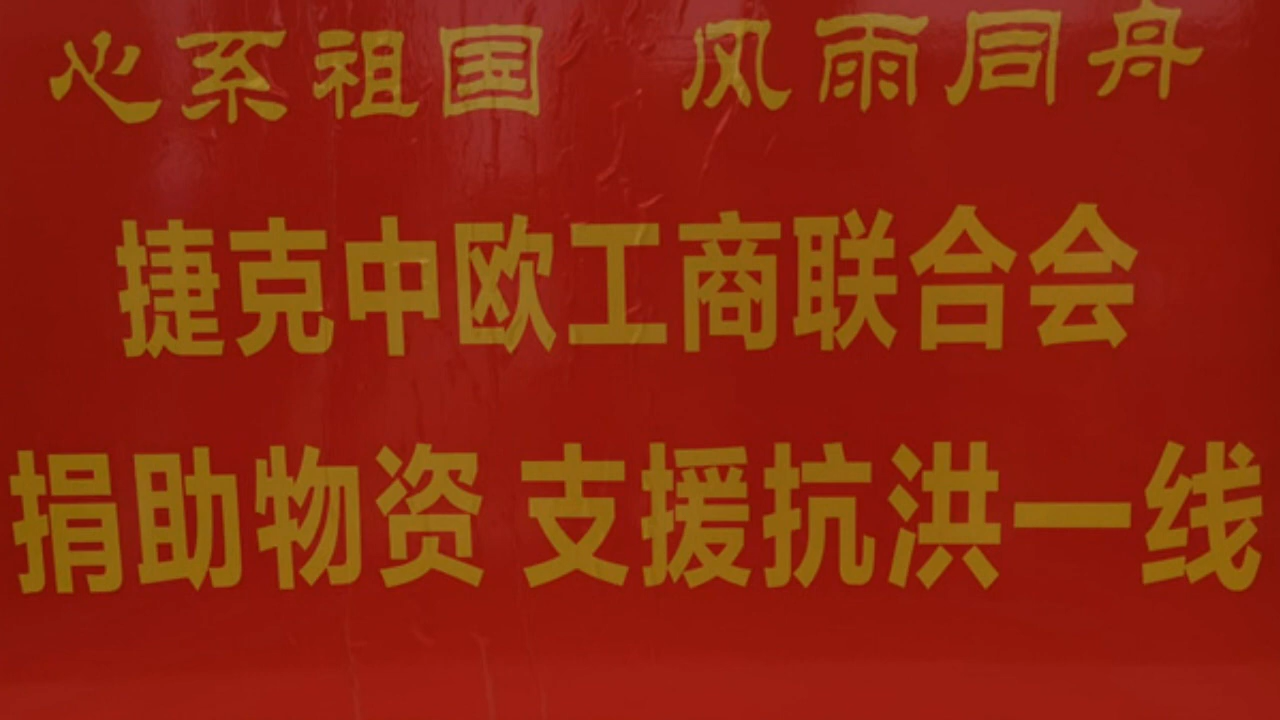 心系祖国 风雨同舟
捷克中欧工商联合会
捐助物资 支援抗洪一线